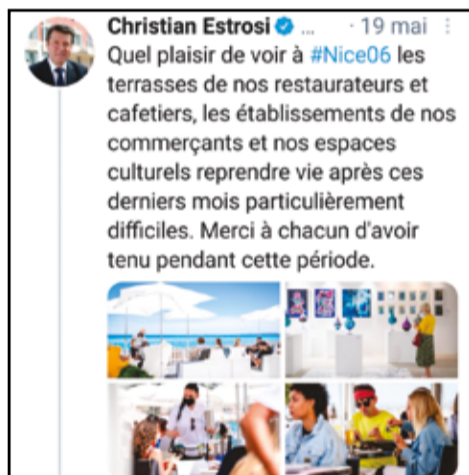 Christian Estrosi ... · 19 mai
Quel plaisir de voir à #Nice06 les
terrasses de nos restaurateurs et
cafetiers, les établissements de nos
commerçants et nos espaces
culturels reprendre vie après ces
derniers mois particulièrement
difficiles. Merci à chacun d'avoir
tenu pendant cette période.